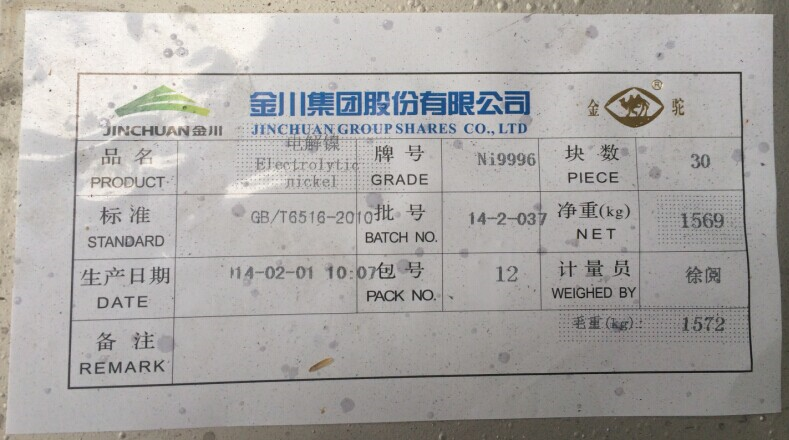 JINCHUAN金川
金川集团股份有限公司
JINCHUAN GROUP SHARES CO., LTD
金 驼
®
品名 电解镍 牌号 Ni9996 块数 30
PRODUCT Electrolytic nickel GRADE PIECE
标准 GB/T6516-2010 批号 14-2-037 净重(kg) 1569
STANDARD BATCH NO. NET
生产日期 14-02-01 10:07 包号 12 计量员 徐阅
DATE PACK NO. WEIGHED BY
毛重(kg): 1572
备注
REMARK